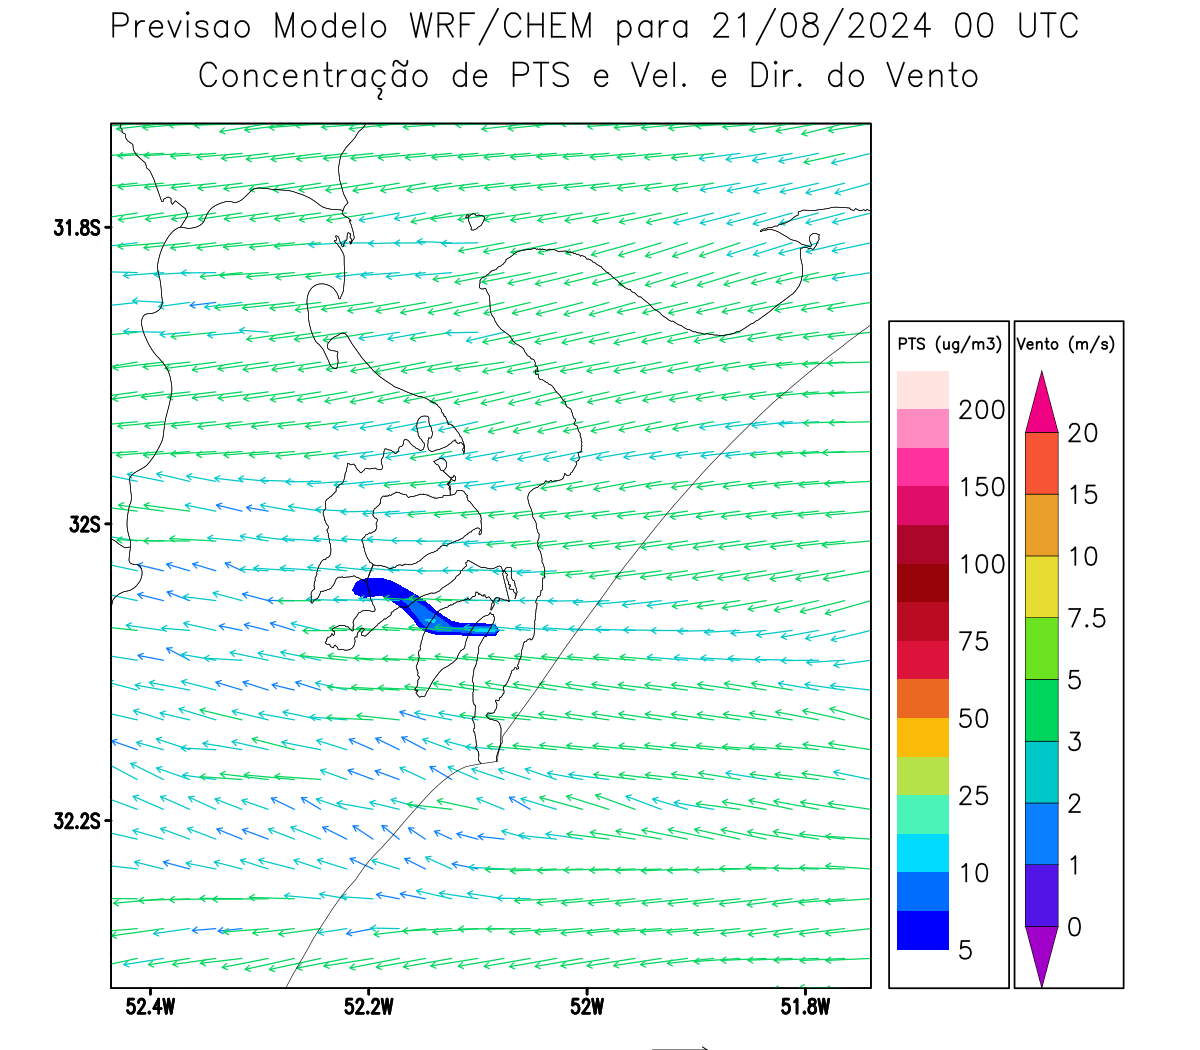 Previsao Modelo WRF/CHEM para 21/08/2024 00 UTC
Concentração de PTS e Vel. e Dir. do Vento
31.8S
32S
32.2S
52.4W
52.2W
52W
51.8W
PTS (ug/m3)
200
150
100
75
50
25
10
5
Vento (m/s)
20
15
10
7.5
5
3
2
1
0